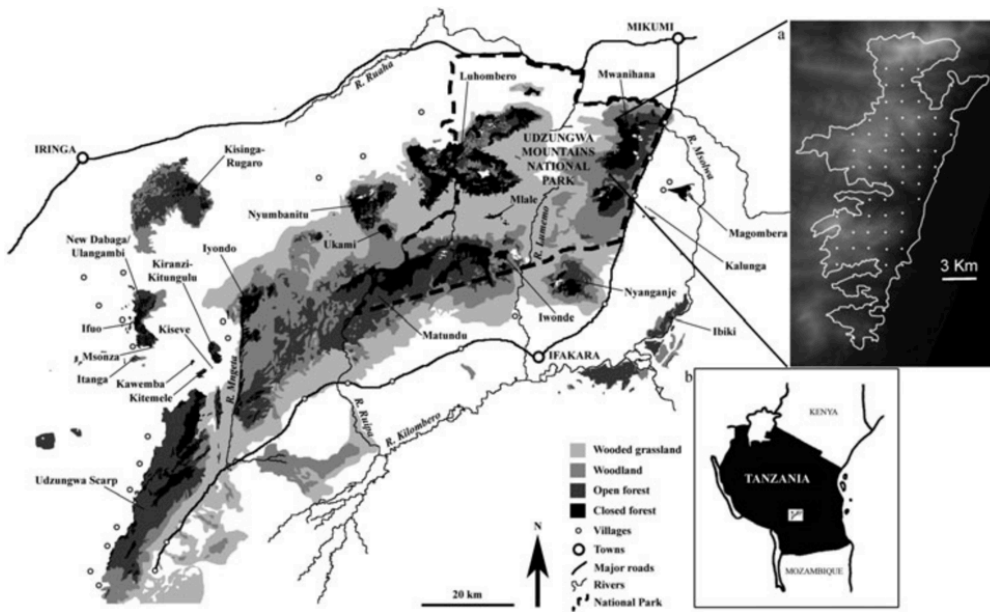 MIKUMI
a
R. Ruaha
Luhombero
Mwanihana
IRINGA
Kisinga-
Rugaro
UDZUNGWA
MOUNTAINS
NATIONAL
PARK
R. Msolwa
Nyumbanitu
Mlale
Ukami
R. Lumemo
Magombera
New Dabaga/
Ulangambi
Iyondo
Kiranzi-
Kitungulu
Kalunga
3 Km
Nyanganje
Ifuo
Kiseve
Iwonde
Ibiki
Matundu
Msonza
Itanga
Kawemba
Kitemele
IFAKARA
R. Mngeta
R. Ruipa
R. Kilombero
b
KENYA
Udzungwa Scarp
Wooded grassland
Woodland
Open forest
Closed forest
Villages
Towns
Major roads
Rivers
National Park
N
20 km
TANZANIA
MOZAMBIQUE